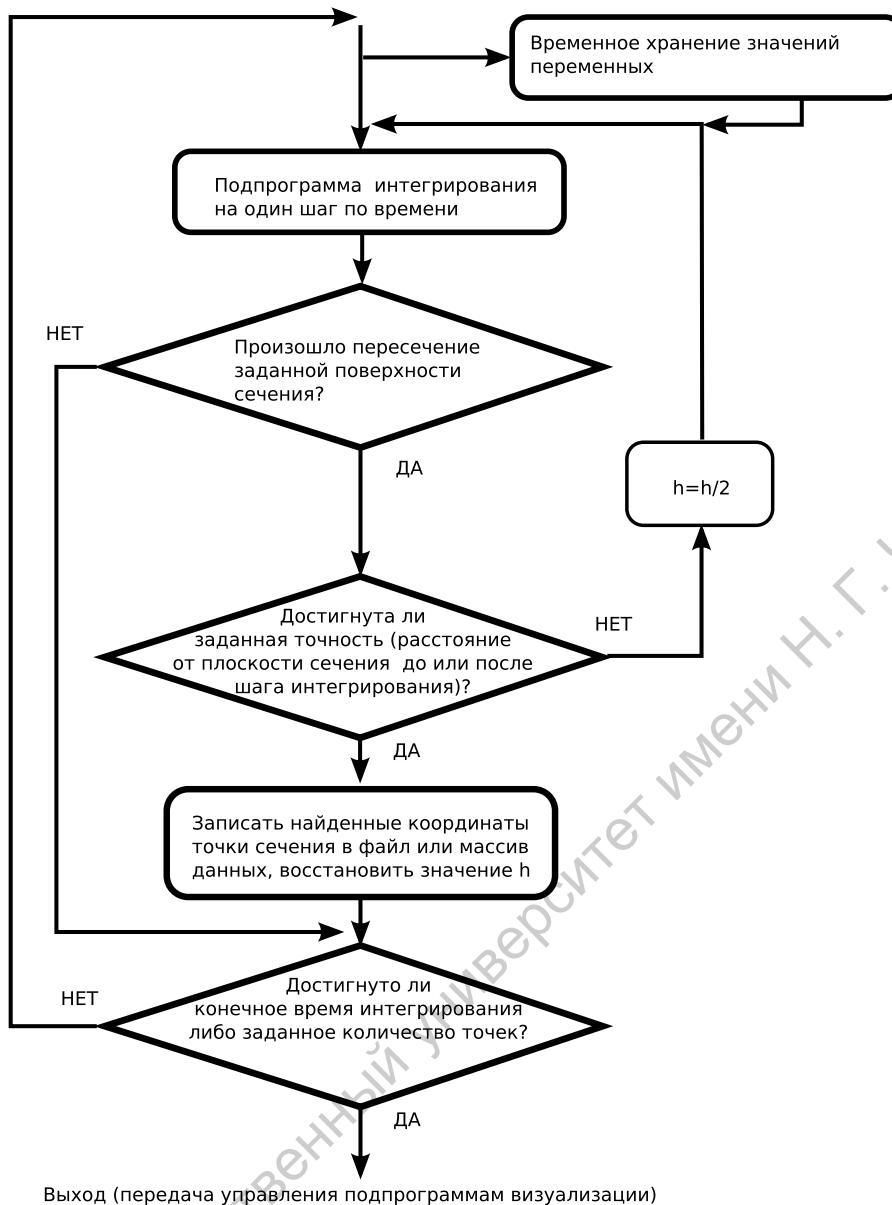 Временное хранение значений
переменных
Подпрограмма интегрирования
на один шаг по времени
НЕТ
Произошло пересечение
заданной поверхности
сечения?
ДА
h=h/2
Достигнута ли
заданная точность (расстояние
от плоскости сечения до или после
шага интегрирования)?
НЕТ
ДА
Записать найденные координаты
точки сечения в файл или массив
данных, восстановить значение h
НЕТ
Достигнуто ли
конечное время интегрирования
либо заданное количество точек?
ДА
Выход (передача управления подпрограммам визуализации)
университет имени Н. Г.